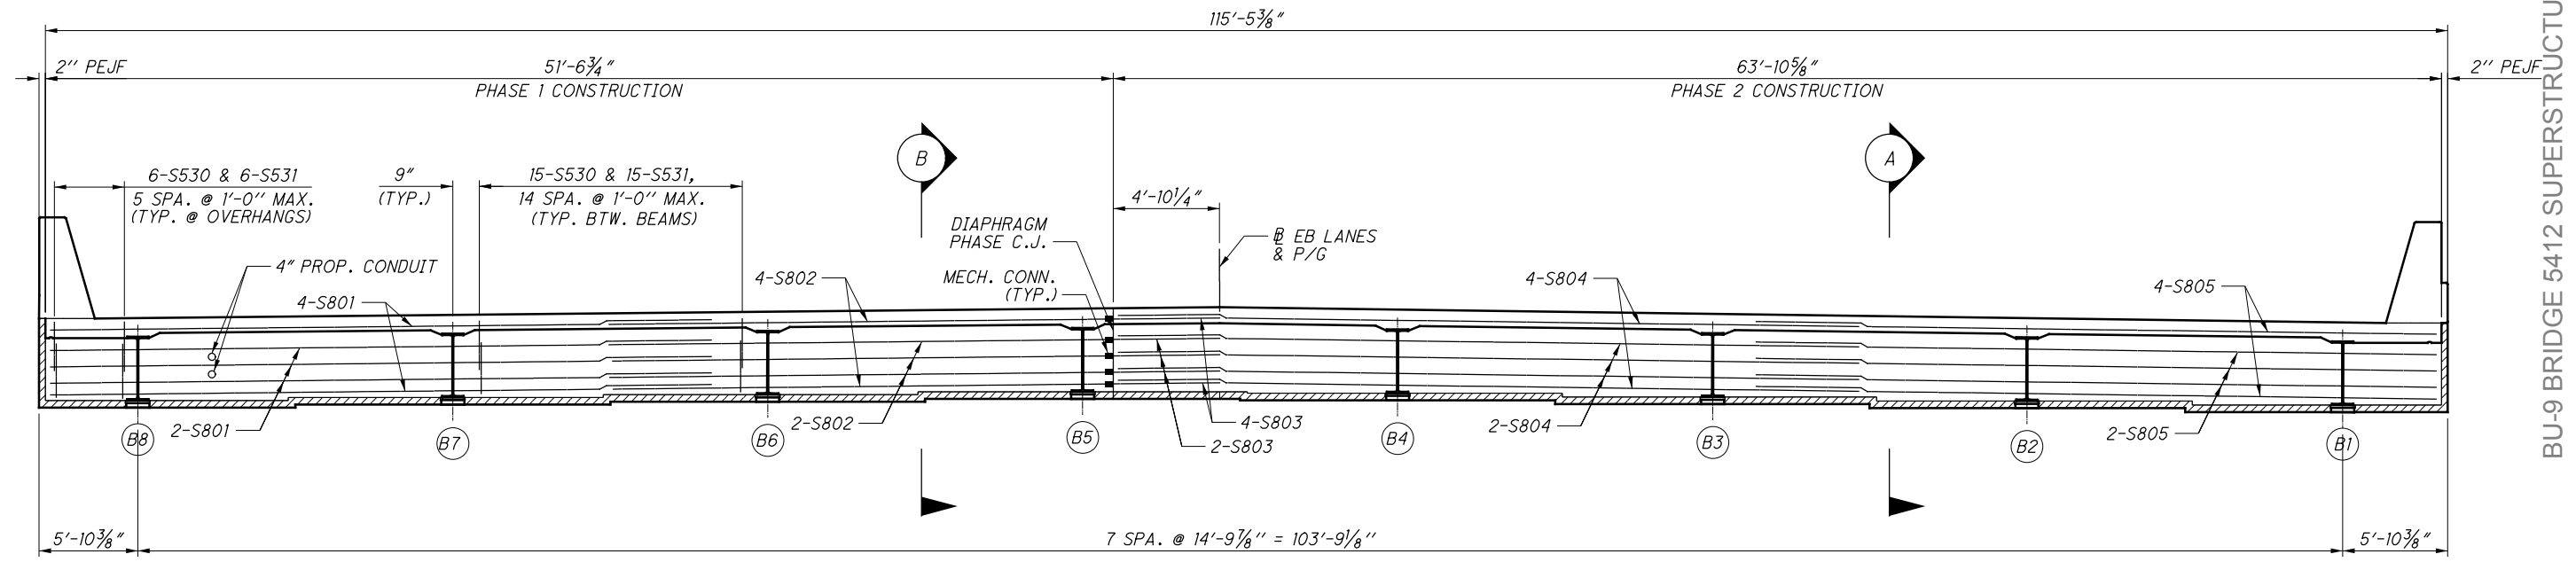 115'-5⅜"
2'' PEJF
51'-6¾"
63'-10⅝"
2'' PEJF
PHASE 1 CONSTRUCTION
PHASE 2 CONSTRUCTION
B
A
6-S530 & 6-S531
5 SPA. @ 1'-0'' MAX.
(TYP. @ OVERHANGS)
9"
(TYP.)
15-S530 & 15-S531,
14 SPA. @ 1'-0'' MAX.
(TYP. BTW. BEAMS)
4'-10¼"
DIAPHRAGM
PHASE C.J.
EB LANES
& P/G
4" PROP. CONDUIT
MECH. CONN.
(TYP.)
4-S801
4-S802
4-S804
4-S805
2-S801
2-S802
4-S803
2-S803
2-S804
2-S805
B8
B7
B6
B5
B4
B3
B2
B1
5'-10⅜"
7 SPA. @ 14'-9⅞'' = 103'-9⅛''
5'-10⅜"
BU-9 BRIDGE 5412 SUPERSTRUCTU